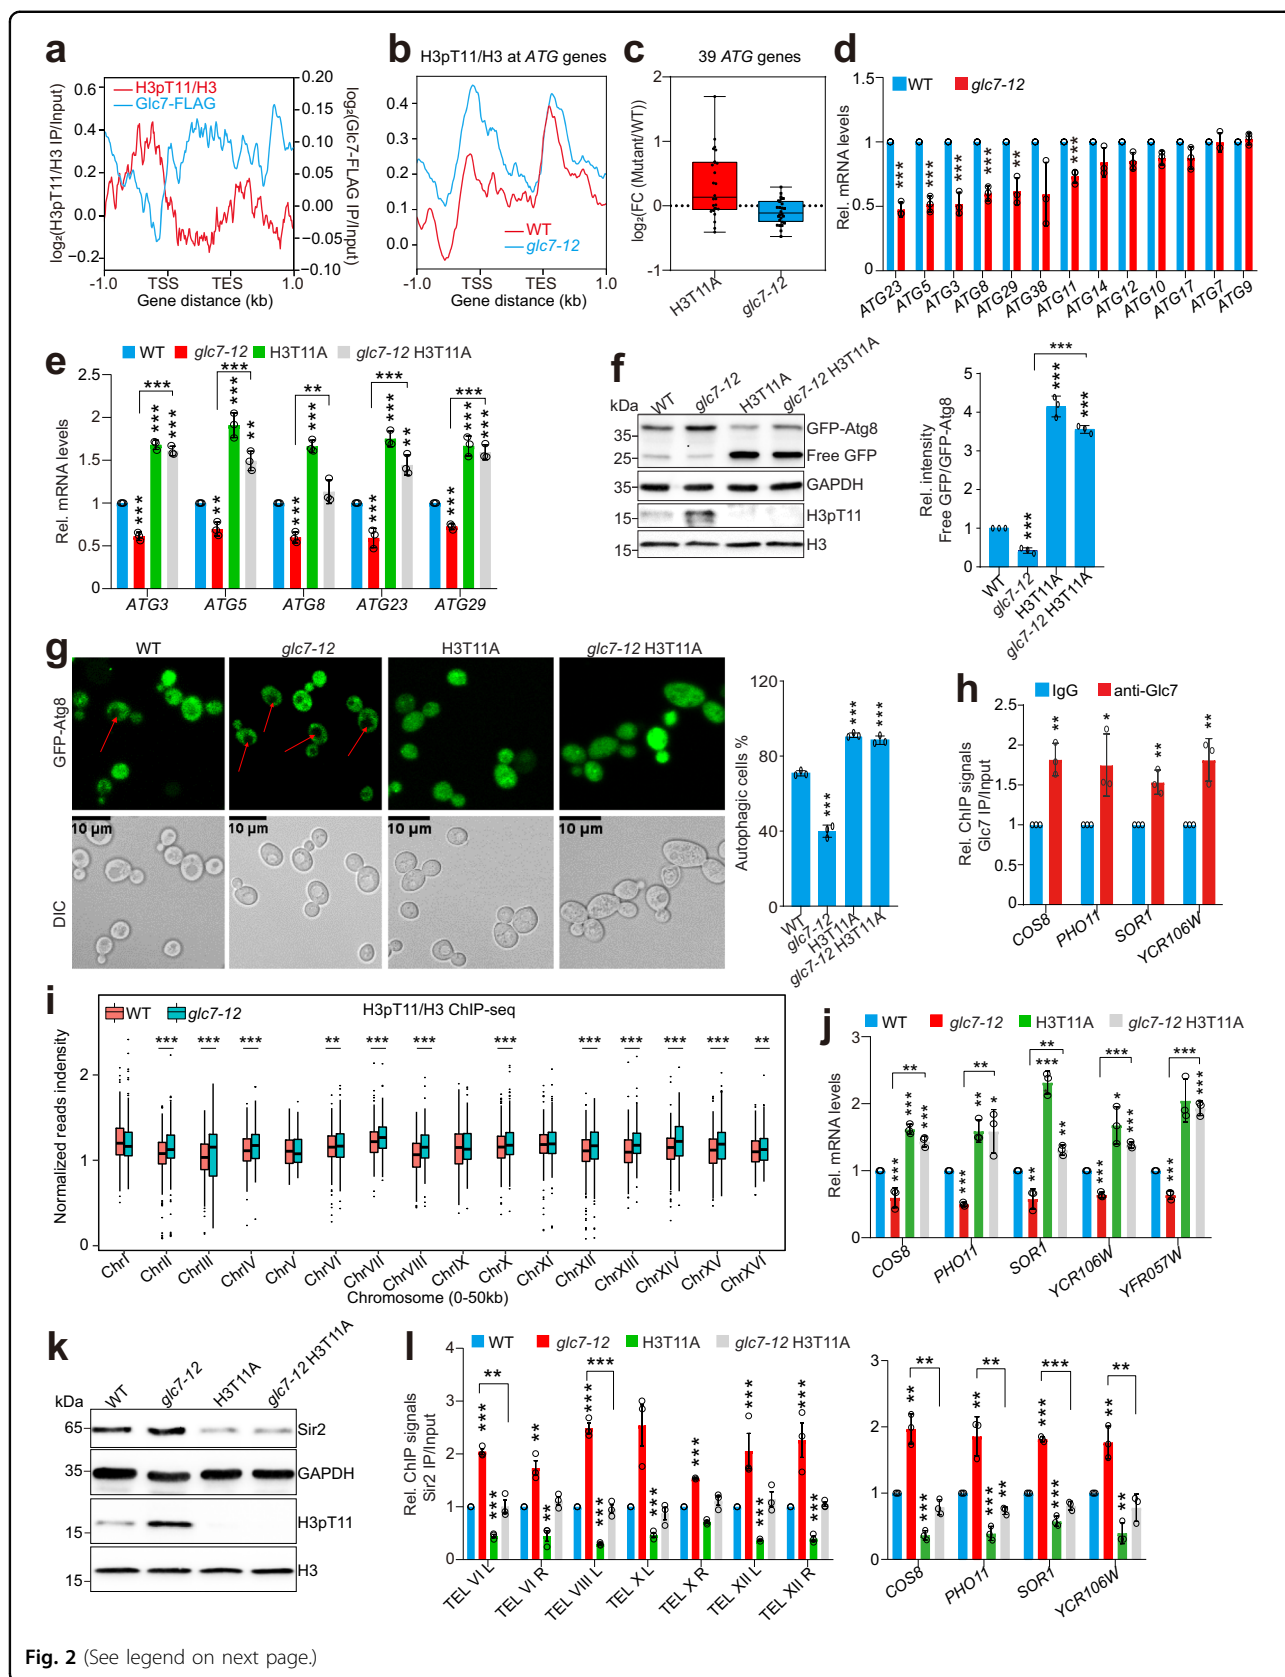 a
H3pT11/H3
Glc7-FLAG
log₂(H3pT11/H3 IP/Input)
0.6
0.4
0.2
0.0
−0.2
0.20
0.15
0.10
0.05
0.00
−0.05
−0.10
log₂(Glc7-FLAG IP/Input)
-1.0 TSS TES 1.0
Gene distance (kb)
b
H3pT11/H3 at ATG genes
0.4
0.3
0.2
0.1
0.0
WT
glc7-12
-1.0 TSS TES 1.0
Gene distance (kb)
c
39 ATG genes
log₂(FC (Mutant/WT))
2
1
0
-1
H3T11A
glc7-12
d
WT glc7-12
Rel. mRNA levels
1.5
1
0.5
0
*** *** *** *** ** ***
ATG23 ATG5 ATG3 ATG8 ATG29 ATG38 ATG11 ATG14 ATG12 ATG10 ATG17 ATG7 ATG9
e
WT glc7-12 H3T11A glc7-12 H3T11A
Rel. mRNA levels
2.5
2
1.5
1
0.5
0
*** *** ** *** ***
*** *** *** ** *** ** *** *** *** *** ** *** *** ***
ATG3 ATG5 ATG8 ATG23 ATG29
f
kDa WT glc7-12 H3T11A glc7-12 H3T11A
35 GFP-Atg8
25 Free GFP
35 GAPDH
15 H3pT11
15 H3
Rel. intensity
Free GFP/GFP-Atg8
5
4
3
2
1
0
***
*** *** ***
WT glc7-12 H3T11A glc7-12 H3T11A
g
WT glc7-12 H3T11A glc7-12 H3T11A
GFP-Atg8
10 μm 10 μm 10 μm 10 μm
DIC
Autophagic cells %
120
80
40
0
*** *** ***
WT glc7-12 H3T11A glc7-12 H3T11A
h
IgG anti-Glc7
Rel. ChIP signals
Glc7 IP/Input
2.5
2
1.5
1
0.5
0
** * ** **
COS8 PHO11 SOR1 YCR106W
i
WT glc7-12
H3pT11/H3 ChIP-seq
Normalized reads indensity
2
1
0
*** *** *** ** *** *** *** *** *** *** *** **
ChrI ChrII ChrIII ChrIV ChrV ChrVI ChrVII ChrVIII ChrIX ChrX ChrXI ChrXII ChrXIII ChrXIV ChrXV ChrXVI
Chromosome (0-50kb)
j
WT glc7-12 H3T11A glc7-12 H3T11A
Rel. mRNA levels
3
2
1
0
** ** ** *** ***
*** *** *** *** ** * ** *** ** *** * *** *** ***
COS8 PHO11 SOR1 YCR106W YFR057W
k
kDa WT glc7-12 H3T11A glc7-12 H3T11A
65 Sir2
35 GAPDH
15 H3pT11
15 H3
l
WT glc7-12 H3T11A glc7-12 H3T11A
Rel. ChIP signals
Sir2 IP/Input
4
3
2
1
0
** ***
*** *** ** ** *** *** *** *** *** *** *** ***
TEL VI L TEL VI R TEL VIII L TEL X L TEL X R TEL XII L TEL XII R
3
2
1
0
** ** *** **
** *** ** *** ** *** *** ** **
COS8 PHO11 SOR1 YCR106W
Fig. 2 (See legend on next page.)